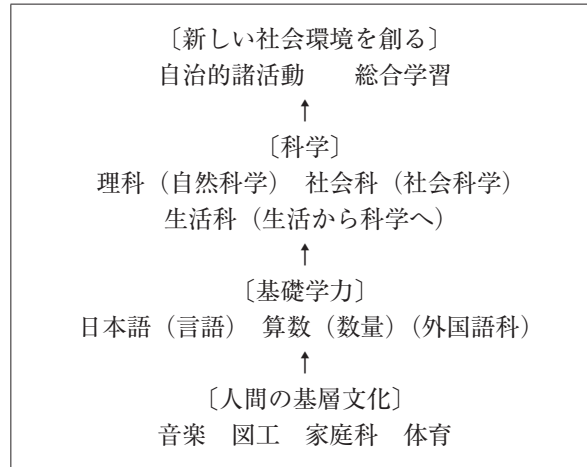 〔新しい社会環境を創る〕
自治的諸活動　　総合学習
↑
〔科学〕
理科（自然科学）　社会科（社会科学）
生活科（生活から科学へ）
↑
〔基礎学力〕
日本語（言語）　算数（数量）（外国語科）
↑
〔人間の基層文化〕
音楽　図工　家庭科　体育